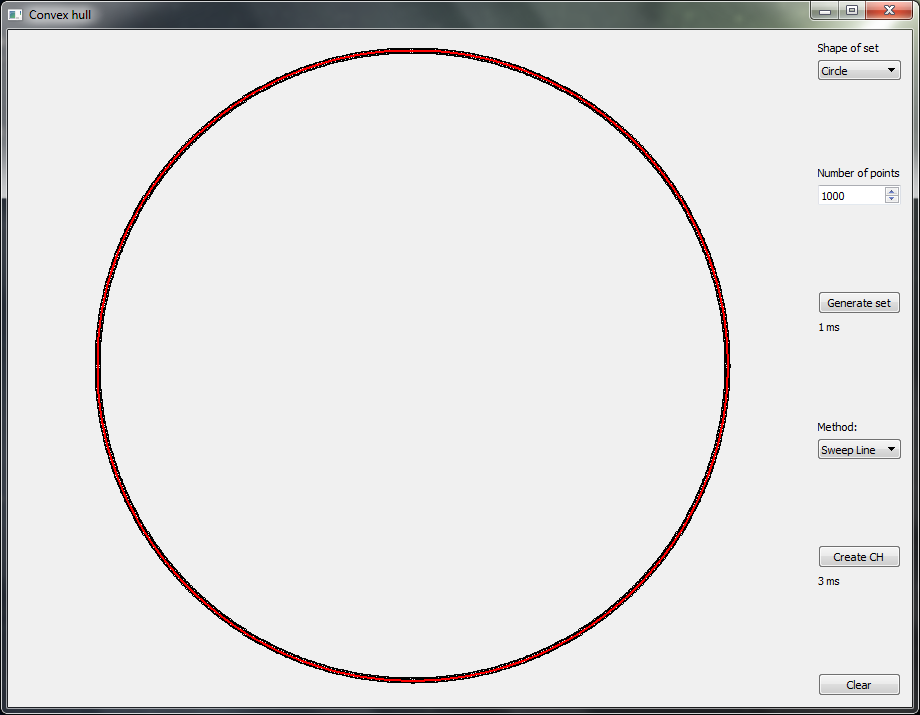 Convex hull
Shape of set
Circle
Number of points
1000
Generate set
1 ms
Method:
Sweep Line
Create CH
3 ms
Clear